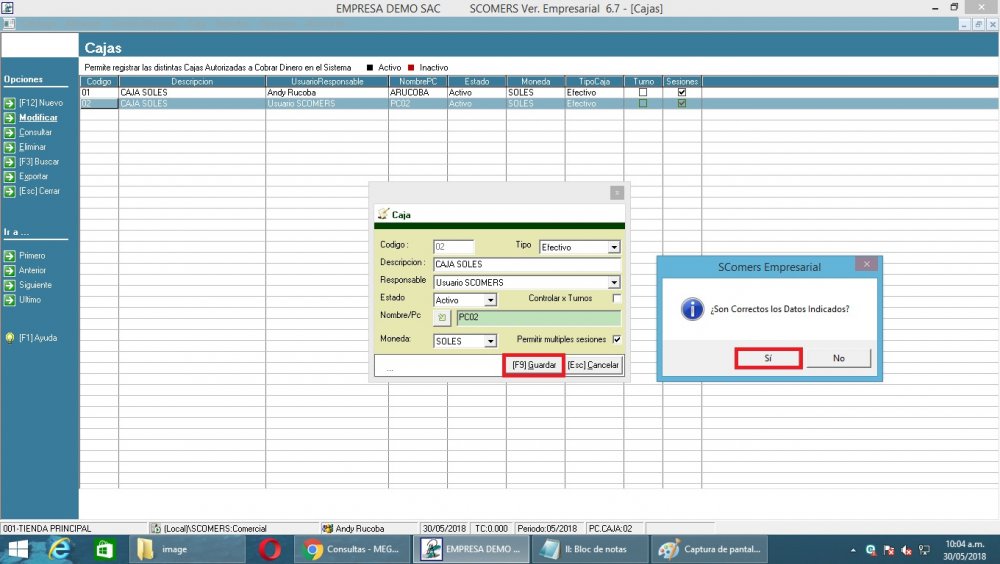 EMPRESA DEMO SAC SCOMERS Ver. Empresarial 6.7 - [Cajas]
Cajas
Permite registrar las distintas Cajas Autorizadas a Cobrar Dinero en el Sistema Activo Inactivo
Opciones
[F12] Nuevo
Modificar
Consultar
Eliminar
[F3] Buscar
Exportar
[Esc] Cerrar
Ir a ...
Primero
Anterior
Siguiente
Ultimo
[F1] Ayuda
Codigo Descripcion UsuarioResponsable NombrePC Estado Moneda TipoCaja Turno Sesiones
01 CAJA SOLES Andy Rucoba ARUCOBA Activo SOLES Efectivo
02 CAJA SOLES Usuario SCOMERS PC02 Activo SOLES Efectivo
Caja
Codigo : 02 Tipo Efectivo
Descripcion : CAJA SOLES
Responsable Usuario SCOMERS
Estado Activo Controlar x Turnos
Nombre/Pc PC02
Moneda: SOLES Permitir multiples sesiones
... [F9] Guardar [Esc] Cancelar
SComers Empresarial
¿Son Correctos los Datos Indicados?
Sí No
001-TIENDA PRINCIPAL (Local)\SCOMERS:Comercial Andy Rucoba 30/05/2018 TC:0.000 Periodo:05/2018 PC.CAJA:02
image Consultas - MEG... EMPRESA DEMO ... II: Bloc de notas Captura de pantal...
10:04 a.m.
30/05/2018